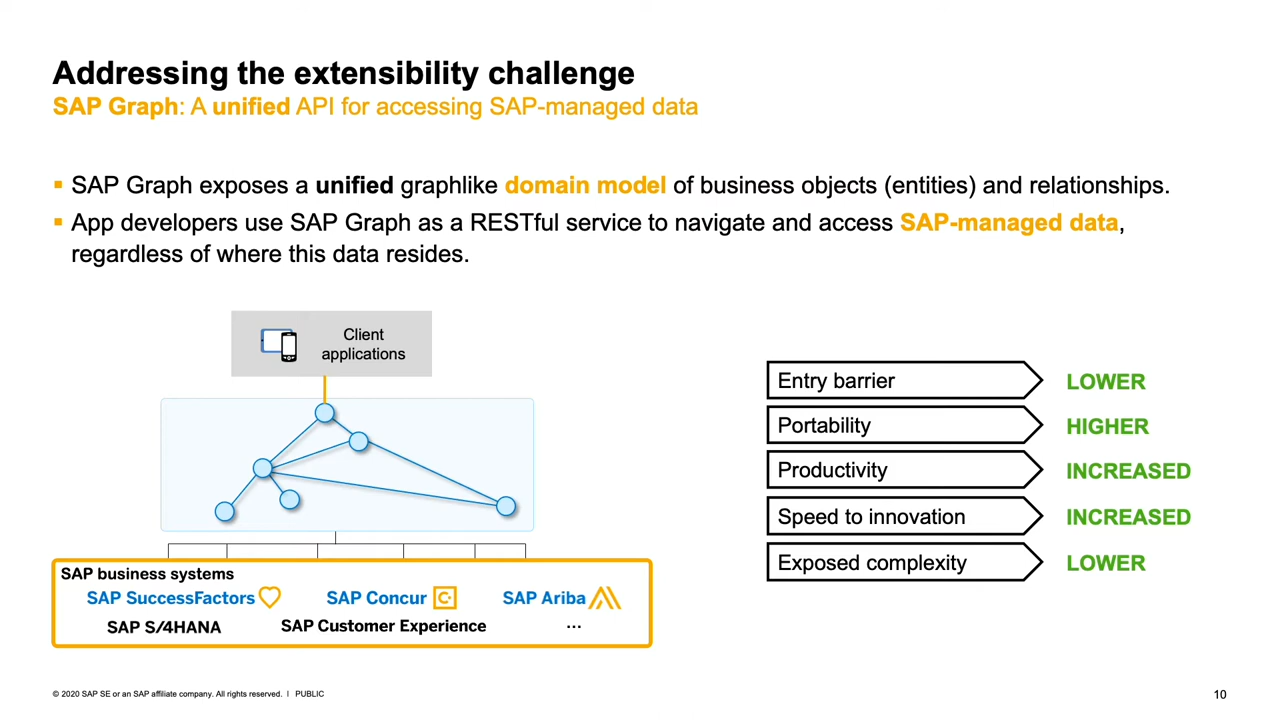 Addressing the extensibility challenge
SAP Graph: A unified API for accessing SAP-managed data
▪ SAP Graph exposes a unified graphlike domain model of business objects (entities) and relationships.
▪ App developers use SAP Graph as a RESTful service to navigate and access SAP-managed data,
regardless of where this data resides.
Client
applications
Entry barrier LOWER
Portability HIGHER
Productivity INCREASED
Speed to innovation INCREASED
Exposed complexity LOWER
SAP business systems
SAP SuccessFactors SAP Concur SAP Ariba
SAP S/4HANA SAP Customer Experience ...
© 2020 SAP SE or an SAP affiliate company. All rights reserved. | PUBLIC 10